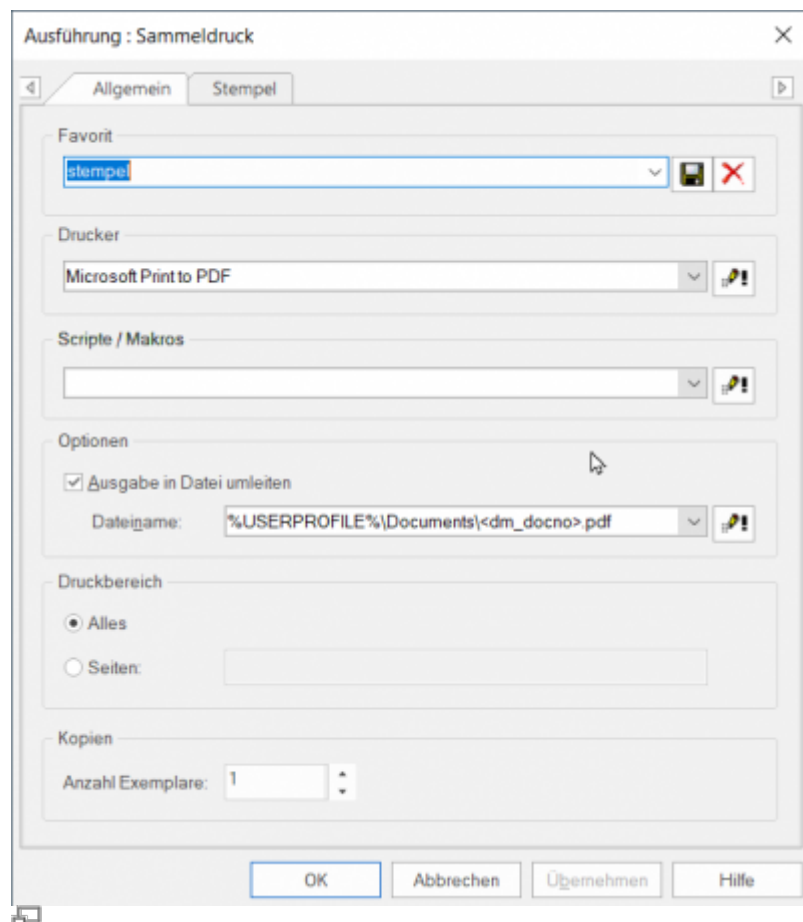 Ausführung : Sammeldruck
Allgemein Stempel
Favorit
stempel
Drucker
Microsoft Print to PDF
Scripte / Makros
Optionen
Ausgabe in Datei umleiten
Dateiname: %USERPROFILE%\Documents\<dm_docno>.pdf
Druckbereich
Alles
Seiten:
Kopien
Anzahl Exemplare: 1
OK Abbrechen Übernehmen Hilfe